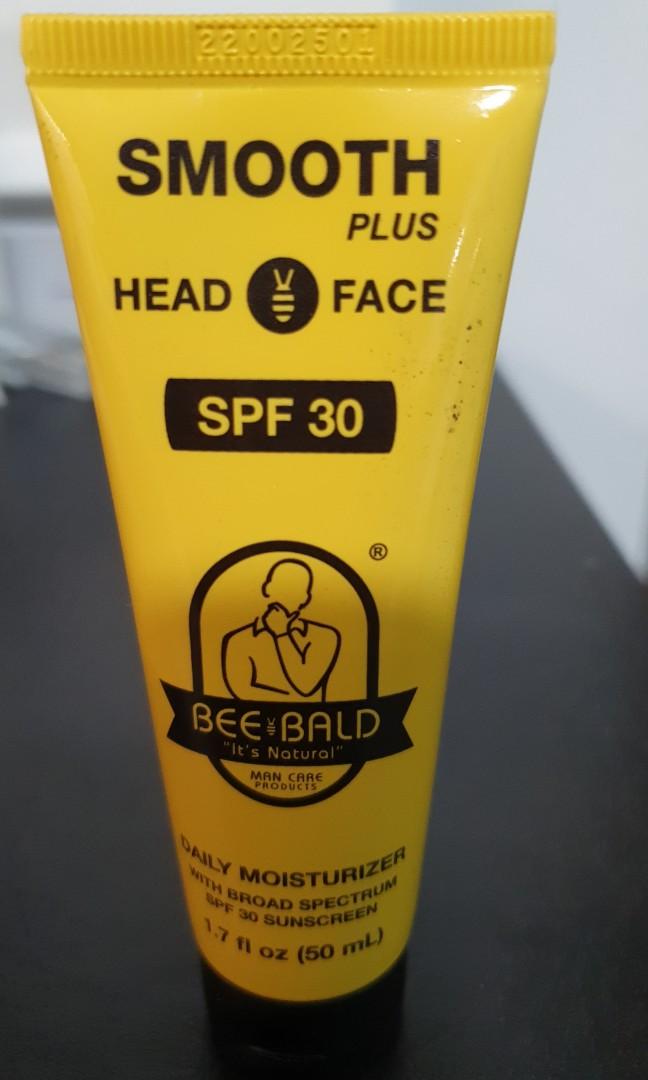 22002501
SMOOTH
PLUS
HEAD FACE
SPF 30
®
BEE BALD
"It's Natural"
MAN CARE
PRODUCTS
DAILY MOISTURIZER
WITH BROAD SPECTRUM
SPF 30 SUNSCREEN
1.7 fl oz (50 mL)